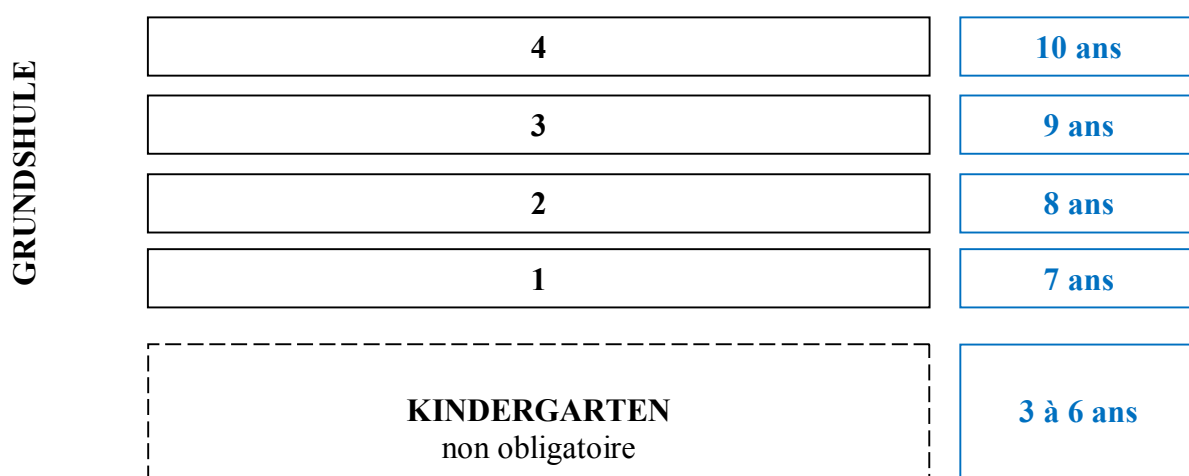 GRUNDSHULE
4
10 ans
3
9 ans
2
8 ans
1
7 ans
KINDERGARTEN
non obligatoire
3 à 6 ans